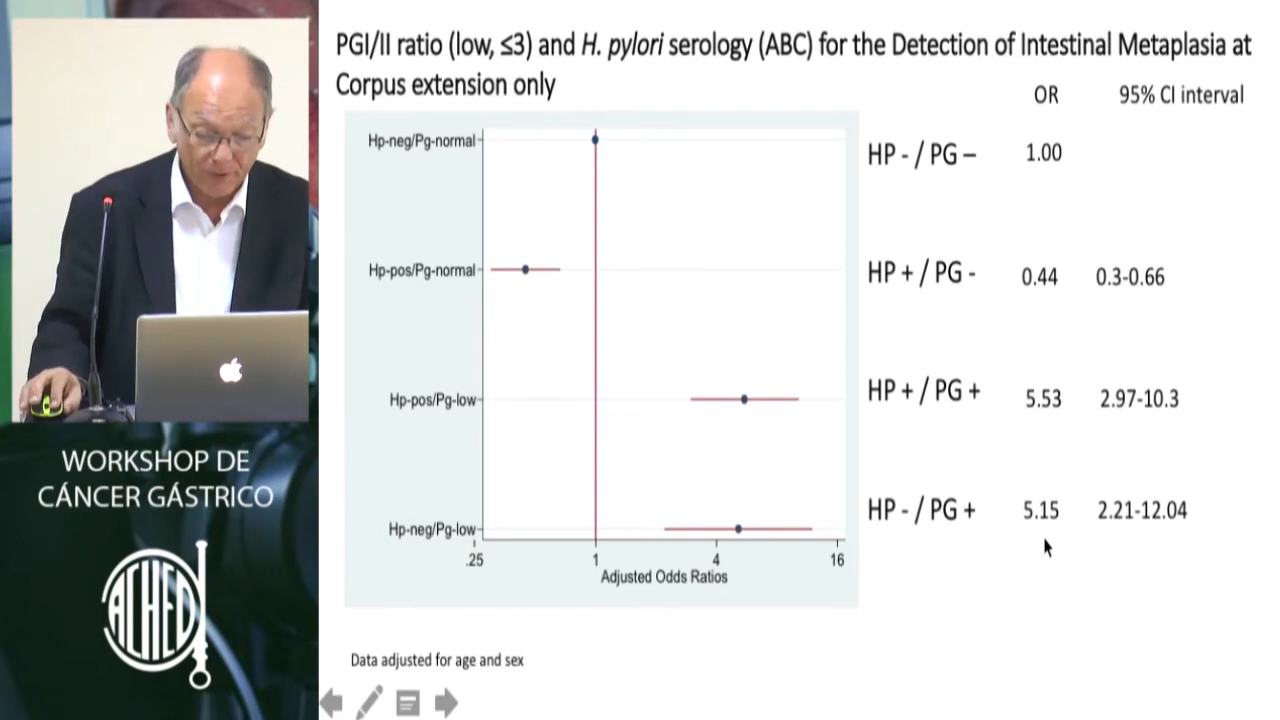 PGI/II ratio (low, ≤3) and H. pylori serology (ABC) for the Detection of Intestinal Metaplasia at
Corpus extension only
OR 95% CI interval
Hp-neg/Pg-normal
HP - / PG – 1.00
Hp-pos/Pg-normal
HP + / PG - 0.44 0.3-0.66
Hp-pos/Pg-low
HP + / PG + 5.53 2.97-10.3
Hp-neg/Pg-low
HP - / PG + 5.15 2.21-12.04
.25 1 4 16
Adjusted Odds Ratios
Data adjusted for age and sex
WORKSHOP DE
CÁNCER GÁSTRICO
ACHED